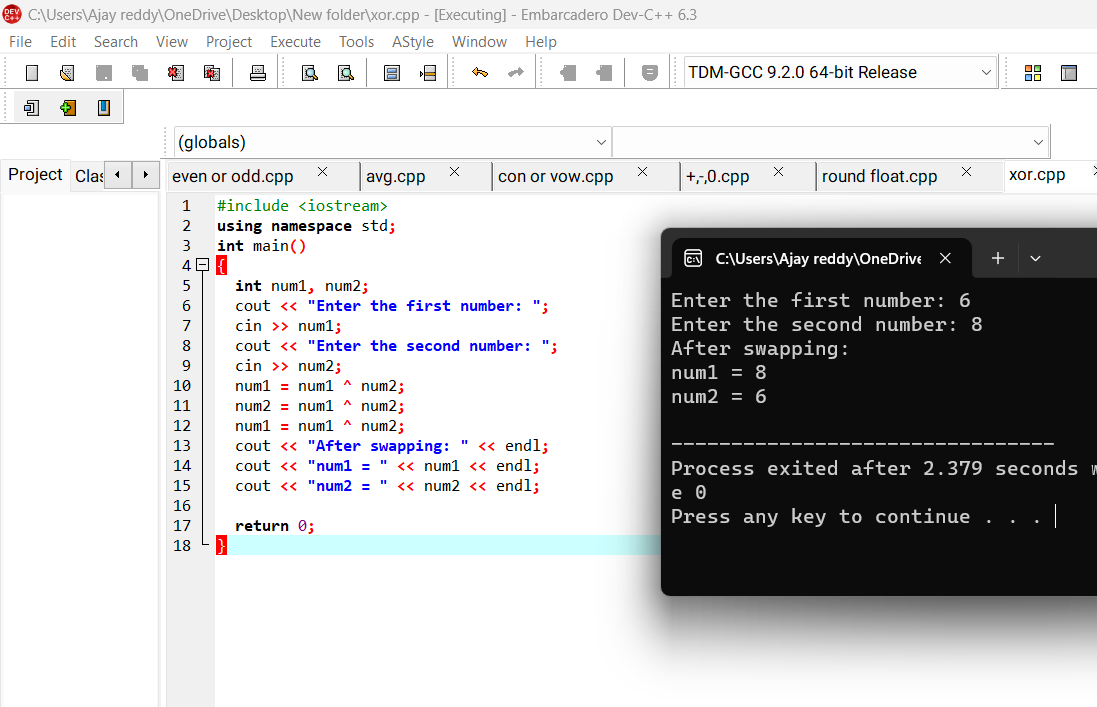 DEV C++ C:\Users\Ajay reddy\OneDrive\Desktop\New folder\xor.cpp - [Executing] - Embarcadero Dev-C++ 6.3
File Edit Search View Project Execute Tools AStyle Window Help
TDM-GCC 9.2.0 64-bit Release
(globals)
Project Clas
even or odd.cpp avg.cpp con or vow.cpp +,-,0.cpp round float.cpp xor.cpp
1 #include <iostream>
2 using namespace std;
3 int main()
4 {
5 int num1, num2;
6 cout << "Enter the first number: ";
7 cin >> num1;
8 cout << "Enter the second number: ";
9 cin >> num2;
10 num1 = num1 ^ num2;
11 num2 = num1 ^ num2;
12 num1 = num1 ^ num2;
13 cout << "After swapping: " << endl;
14 cout << "num1 = " << num1 << endl;
15 cout << "num2 = " << num2 << endl;
16
17 return 0;
18 }
C:\Users\Ajay reddy\OneDrive
Enter the first number: 6
Enter the second number: 8
After swapping:
num1 = 8
num2 = 6
--------------------------------
Process exited after 2.379 seconds
e 0
Press any key to continue . . .